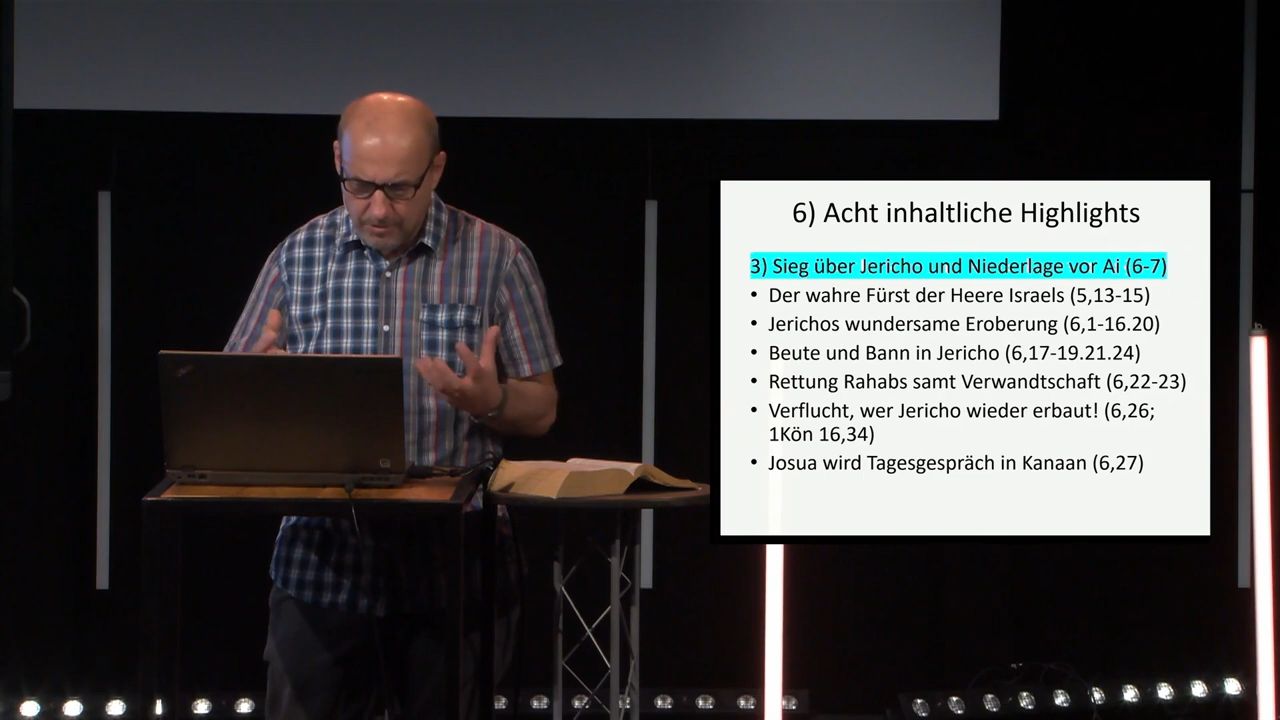 6) Acht inhaltliche Highlights
3) Sieg über Jericho und Niederlage vor Ai (6-7)
• Der wahre Fürst der Heere Israels (5,13-15)
• Jerichos wundersame Eroberung (6,1-16.20)
• Beute und Bann in Jericho (6,17-19.21.24)
• Rettung Rahabs samt Verwandtschaft (6,22-23)
• Verflucht, wer Jericho wieder erbaut! (6,26;
1Kön 16,34)
• Josua wird Tagesgespräch in Kanaan (6,27)